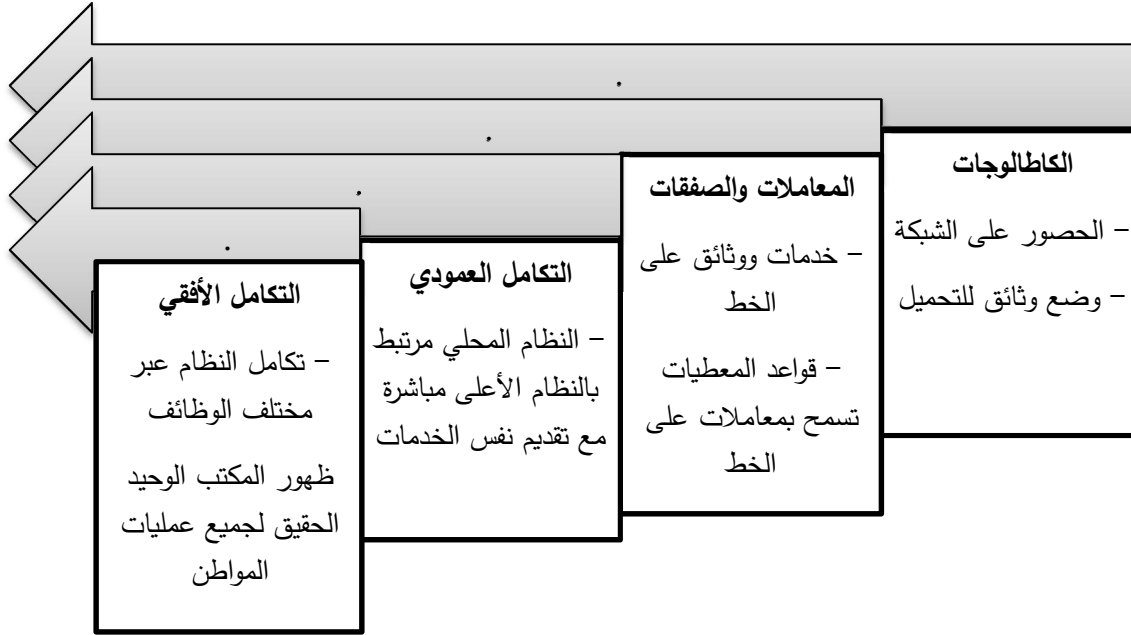 الكاطالوجات
– الحصور على الشبكة
– وضع وثائق للتحميل
المعاملات والصفقات
– خدمات ووثائق على
الخط
– قواعد المعطيات
تسمح بمعاملات على
الخط
التكامل العمودي
– النظام المحلي مرتبط
بالنظام الأعلى مباشرة
مع تقديم نفس الخدمات
التكامل الأفقي
– تكامل النظام عبر
مختلف الوظائف
ظهور المكتب الوحيد
الحقيق لجميع عمليات
المواطن